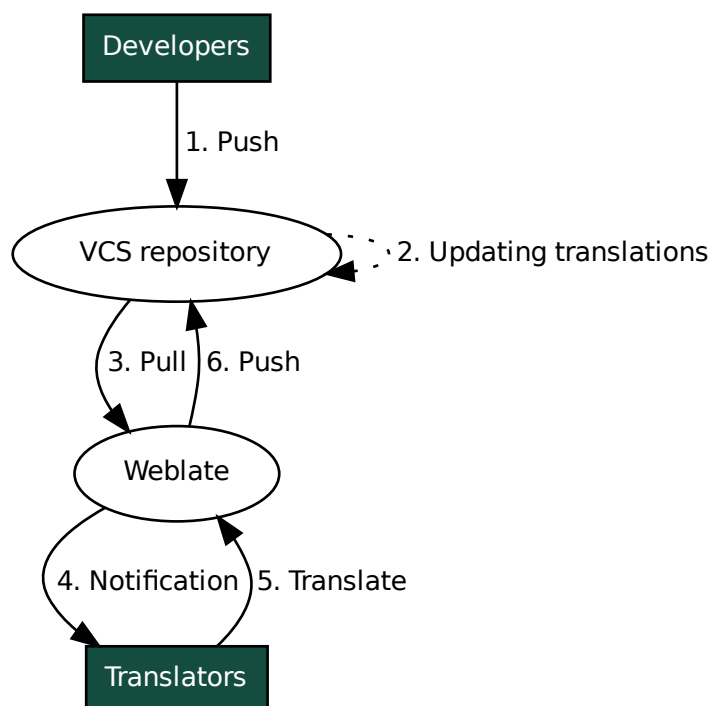 Developers
1. Push
VCS repository
2. Updating translations
3. Pull
6. Push
Weblate
4. Notification
5. Translate
Translators